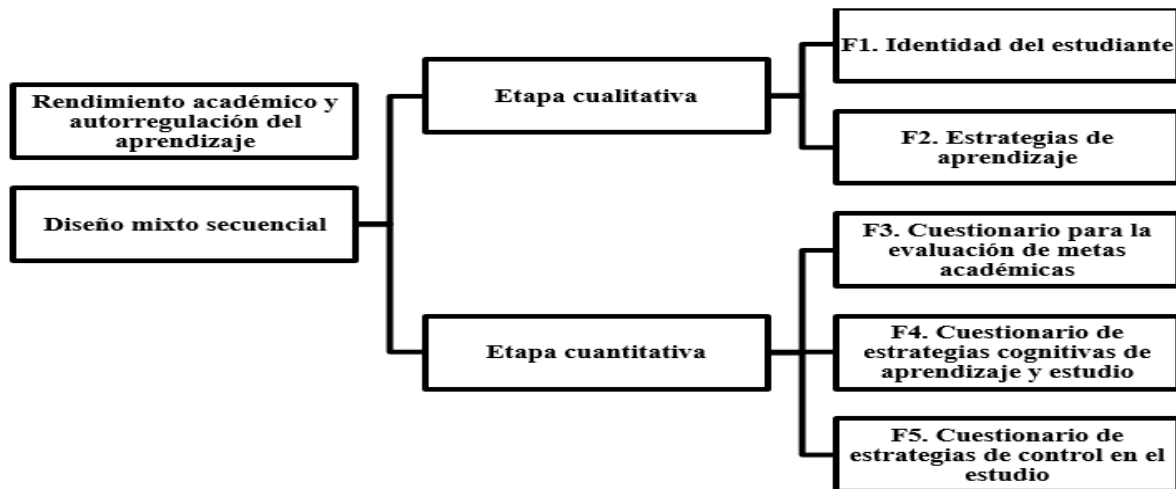 Rendimiento académico y
autorregulación del
aprendizaje
Diseño mixto secuencial
Etapa cualitativa
F1. Identidad del estudiante
F2. Estrategias de
aprendizaje
Etapa cuantitativa
F3. Cuestionario para la
evaluación de metas
académicas
F4. Cuestionario de
estrategias cognitivas de
aprendizaje y estudio
F5. Cuestionario de
estrategias de control en el
estudio